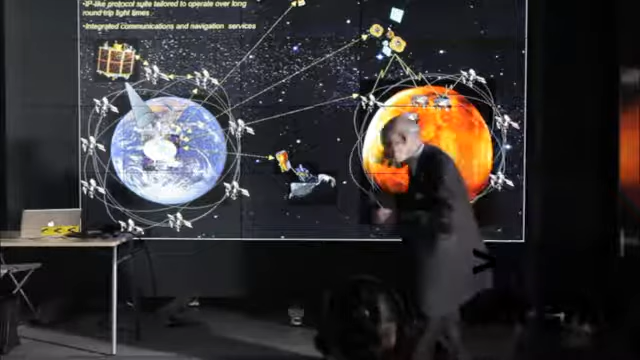 •IP-like protocol suite tailored to operate over long
round trip light times
•Integrated communications and navigation services